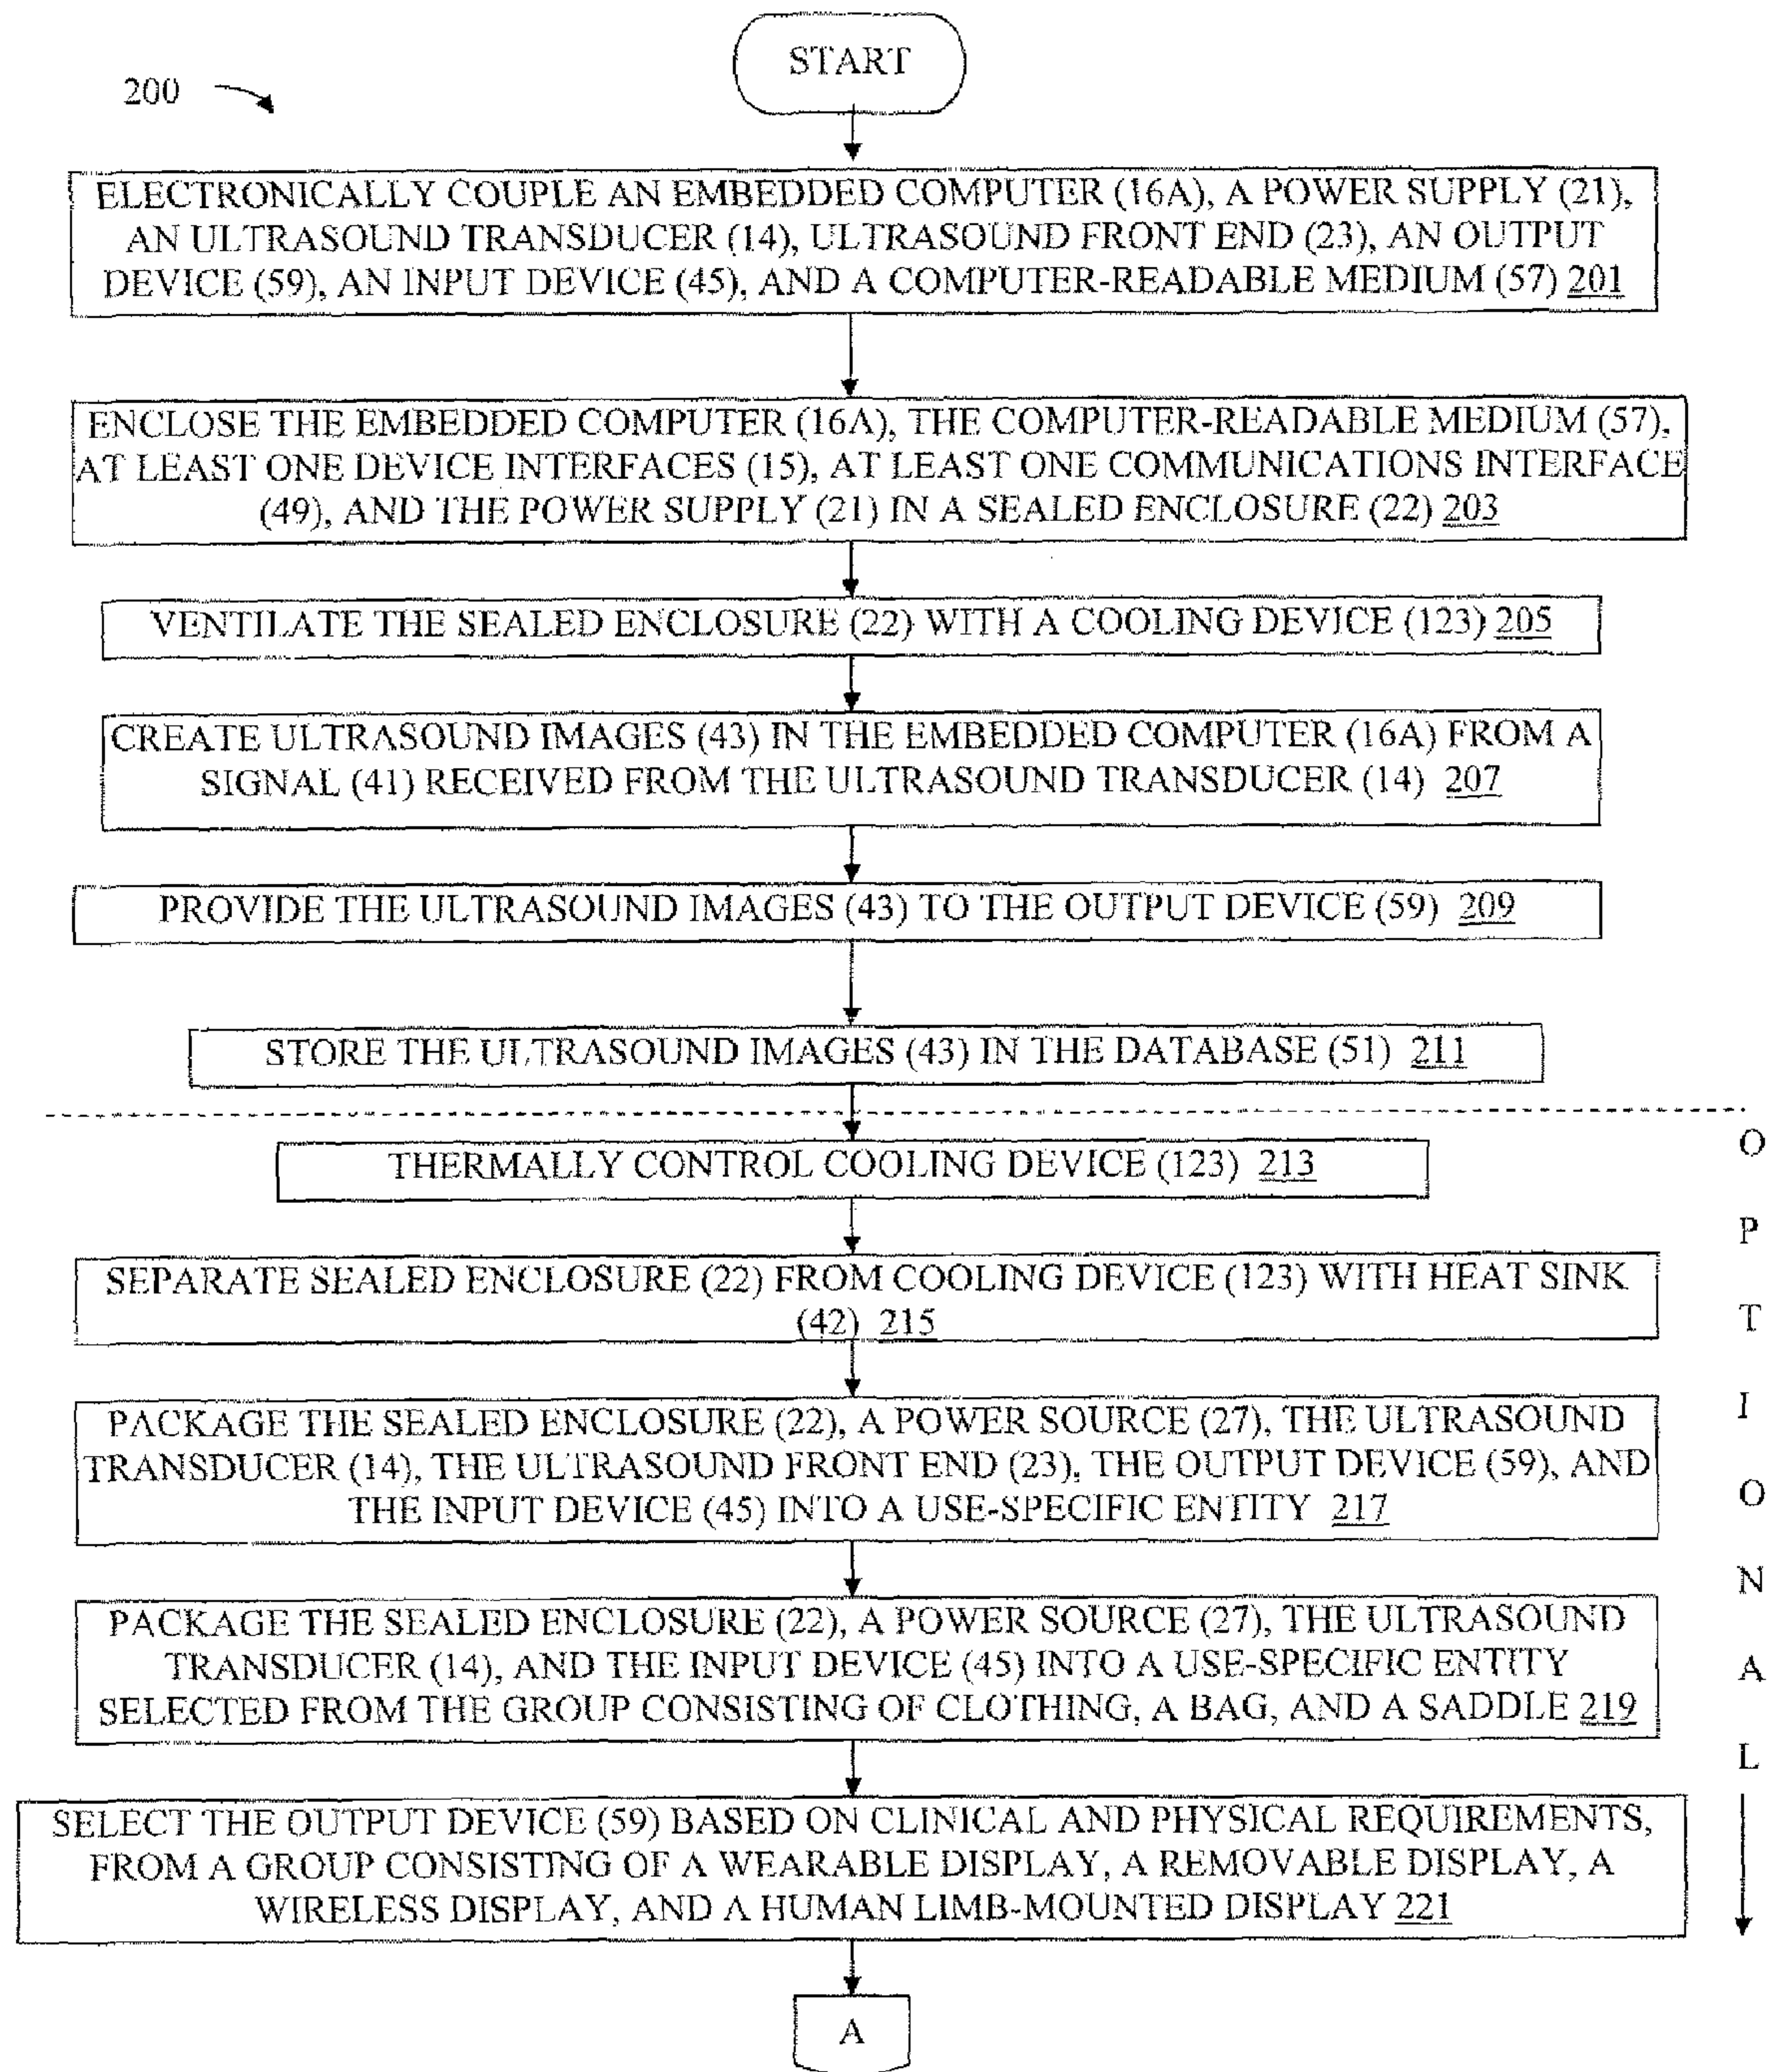 START
200
ELECTRONICALLY COUPLE AN EMBEDDED COMPUTER (16A), A POWER SUPPLY (21),
AN ULTRASOUND TRANSDUCER (14), ULTRASOUND FRONT END (23), AN OUTPUT
DEVICE (59), AN INPUT DEVICE (45), AND A COMPUTER-READABLE MEDIUM (57) 201
ENCLOSE THE EMBEDDED COMPUTER (16A), THE COMPUTER-READABLE MEDIUM (57),
AT LEAST ONE DEVICE INTERFACES (15), AT LEAST ONE COMMUNICATIONS INTERFACE
(49), AND THE POWER SUPPLY (21) IN A SEALED ENCLOSURE (22) 203
VENTILATE THE SEALED ENCLOSURE (22) WITH A COOLING DEVICE (123) 205
CREATE ULTRASOUND IMAGES (43) IN THE EMBEDDED COMPUTER (16A) FROM A
SIGNAL (41) RECEIVED FROM THE ULTRASOUND TRANSDUCER (14) 207
PROVIDE THE ULTRASOUND IMAGES (43) TO THE OUTPUT DEVICE (59) 209
STORE THE ULTRASOUND IMAGES (43) IN THE DATABASE (51) 211
THERMALLY CONTROL COOLING DEVICE (123) 213
SEPARATE SEALED ENCLOSURE (22) FROM COOLING DEVICE (123) WITH HEAT SINK
(42) 215
PACKAGE THE SEALED ENCLOSURE (22), A POWER SOURCE (27), THE ULTRASOUND
TRANSDUCER (14), THE ULTRASOUND FRONT END (23), THE OUTPUT DEVICE (59), AND
THE INPUT DEVICE (45) INTO A USE-SPECIFIC ENTITY 217
PACKAGE THE SEALED ENCLOSURE (22), A POWER SOURCE (27), THE ULTRASOUND
TRANSDUCER (14), AND THE INPUT DEVICE (45) INTO A USE-SPECIFIC ENTITY
SELECTED FROM THE GROUP CONSISTING OF CLOTHING, A BAG, AND A SADDLE 219
SELECT THE OUTPUT DEVICE (59) BASED ON CLINICAL AND PHYSICAL REQUIREMENTS,
FROM A GROUP CONSISTING OF A WEARABLE DISPLAY, A REMOVABLE DISPLAY, A
WIRELESS DISPLAY, AND A HUMAN LIMB-MOUNTED DISPLAY 221
A
OPTIONAL